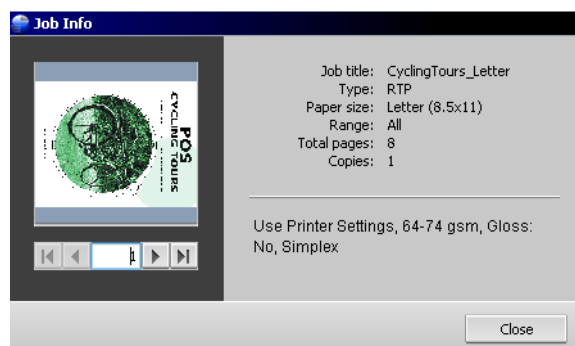 Job Info
CYCLING TOURS
POS
Job title: CyclingTours_Letter
Type: RTP
Paper size: Letter (8.5x11)
Range: All
Total pages: 8
Copies: 1
Use Printer Settings, 64-74 gsm, Gloss:
No, Simplex
1
Close